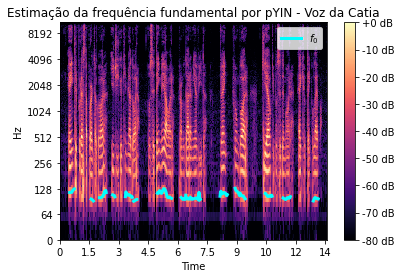 Estimação da frequência fundamental por pYIN - Voz da Catia
f0
8192
4096
2048
1024
512
256
128
64
0
Hz
0
1.5
3
4.5
6
7.5
9
10
12
14
Time
+0 dB
-10 dB
-20 dB
-30 dB
-40 dB
-50 dB
-60 dB
-70 dB
-80 dB